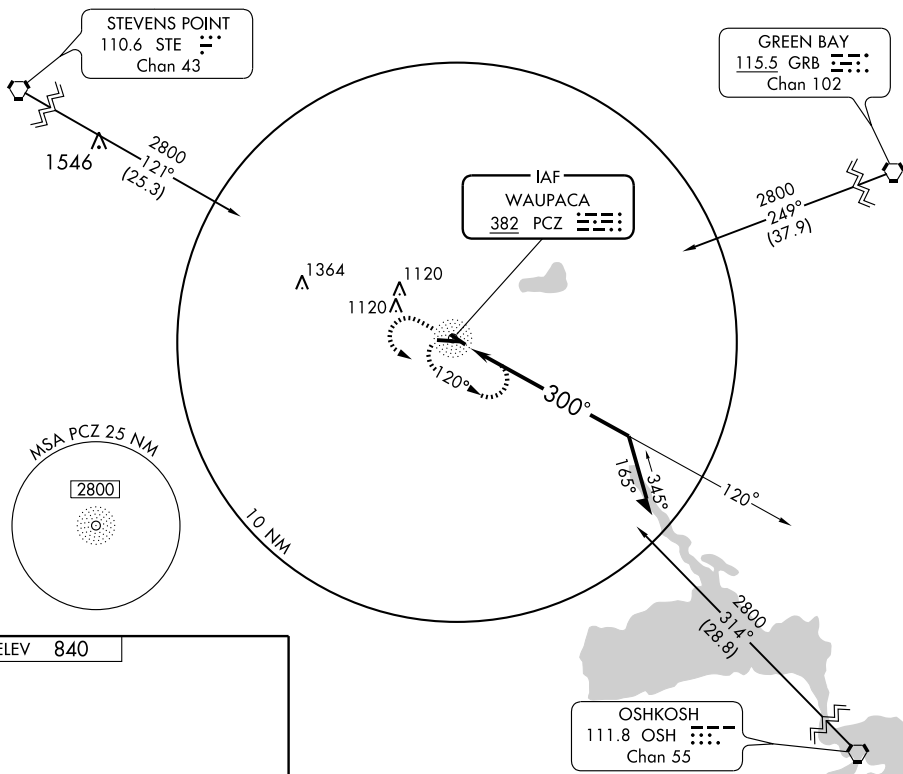 STEVENS POINT
110.6 STE
Chan 43
GREEN BAY
115.5 GRB
Chan 102
1546
2800
121°
(25.3)
IAF
WAUPACA
382 PCZ
2800
249°
(37.9)
1364
1120
1120
120°
300°
MSA PCZ 25 NM
2800
165°
345°
120°
10 NM
2800
314°
(28.8)
ELEV 840
OSHKOSH
111.8 OSH
Chan 55